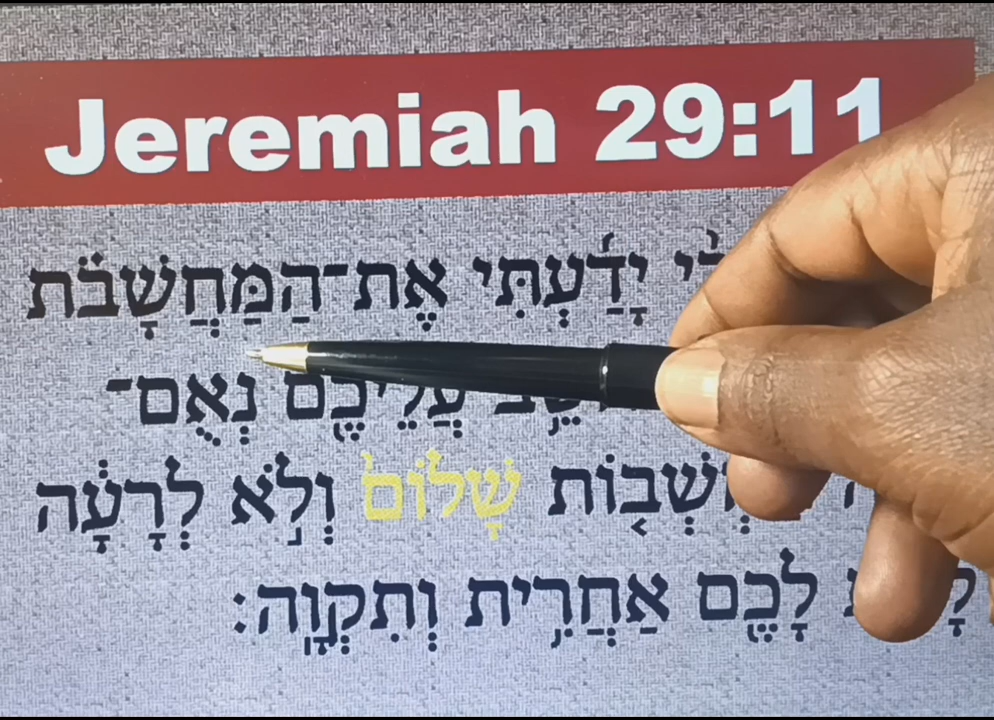 Jeremiah 29:11
יָדַ֜עְתִּי אֶת־הַמַּחֲשָׁבֹ֗ת
עֲלֵיכֶ֖ם נְאֻם־
שָׁלוֹם֙ וְלֹ֣א לְרָעָ֔ה
לָכֶ֖ם אַחֲרִ֥ית וְתִקְוָֽה׃